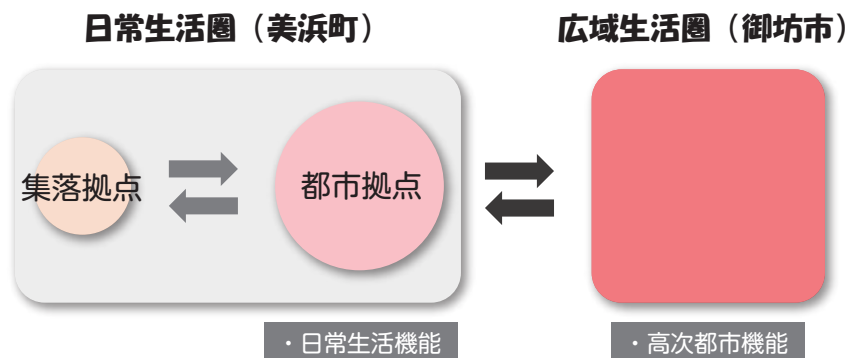 日常生活圏（美浜町）
広域生活圏（御坊市）
集落拠点
都市拠点
・日常生活機能
・高次都市機能